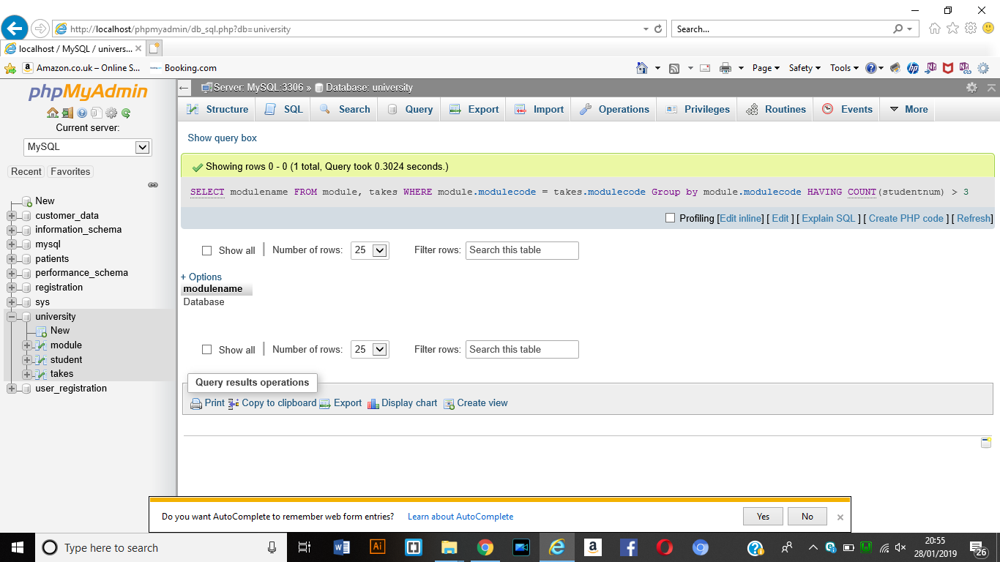 http://localhost/phpmyadmin/db_sql.php?db=university
Search...
localhost / MySQL / univers...
Amazon.co.uk – Online S...
Booking.com
Page
Safety
Tools
phpMyAdmin
Current server:
MySQL
Recent
Favorites
New
customer_data
information_schema
mysql
patients
performance_schema
registration
sys
university
New
module
student
takes
user_registration
Server: MySQL:3306 » Database: university
Structure
SQL
Search
Query
Export
Import
Operations
Privileges
Routines
Events
More
Show query box
Showing rows 0 - 0 (1 total, Query took 0.3024 seconds.)
SELECT modulename FROM module, takes WHERE module.modulecode = takes.modulecode Group by module.modulecode HAVING COUNT(studentnum) > 3
Profiling [Edit inline] [ Edit ] [ Explain SQL ] [ Create PHP code ] [ Refresh]
Show all | Number of rows: 25 Filter rows: Search this table
+ Options
modulename
Database
Show all | Number of rows: 25 Filter rows: Search this table
Query results operations
Print Copy to clipboard Export Display chart Create view
Do you want AutoComplete to remember web form entries? Learn about AutoComplete Yes No
Type here to search
20:55
28/01/2019
26